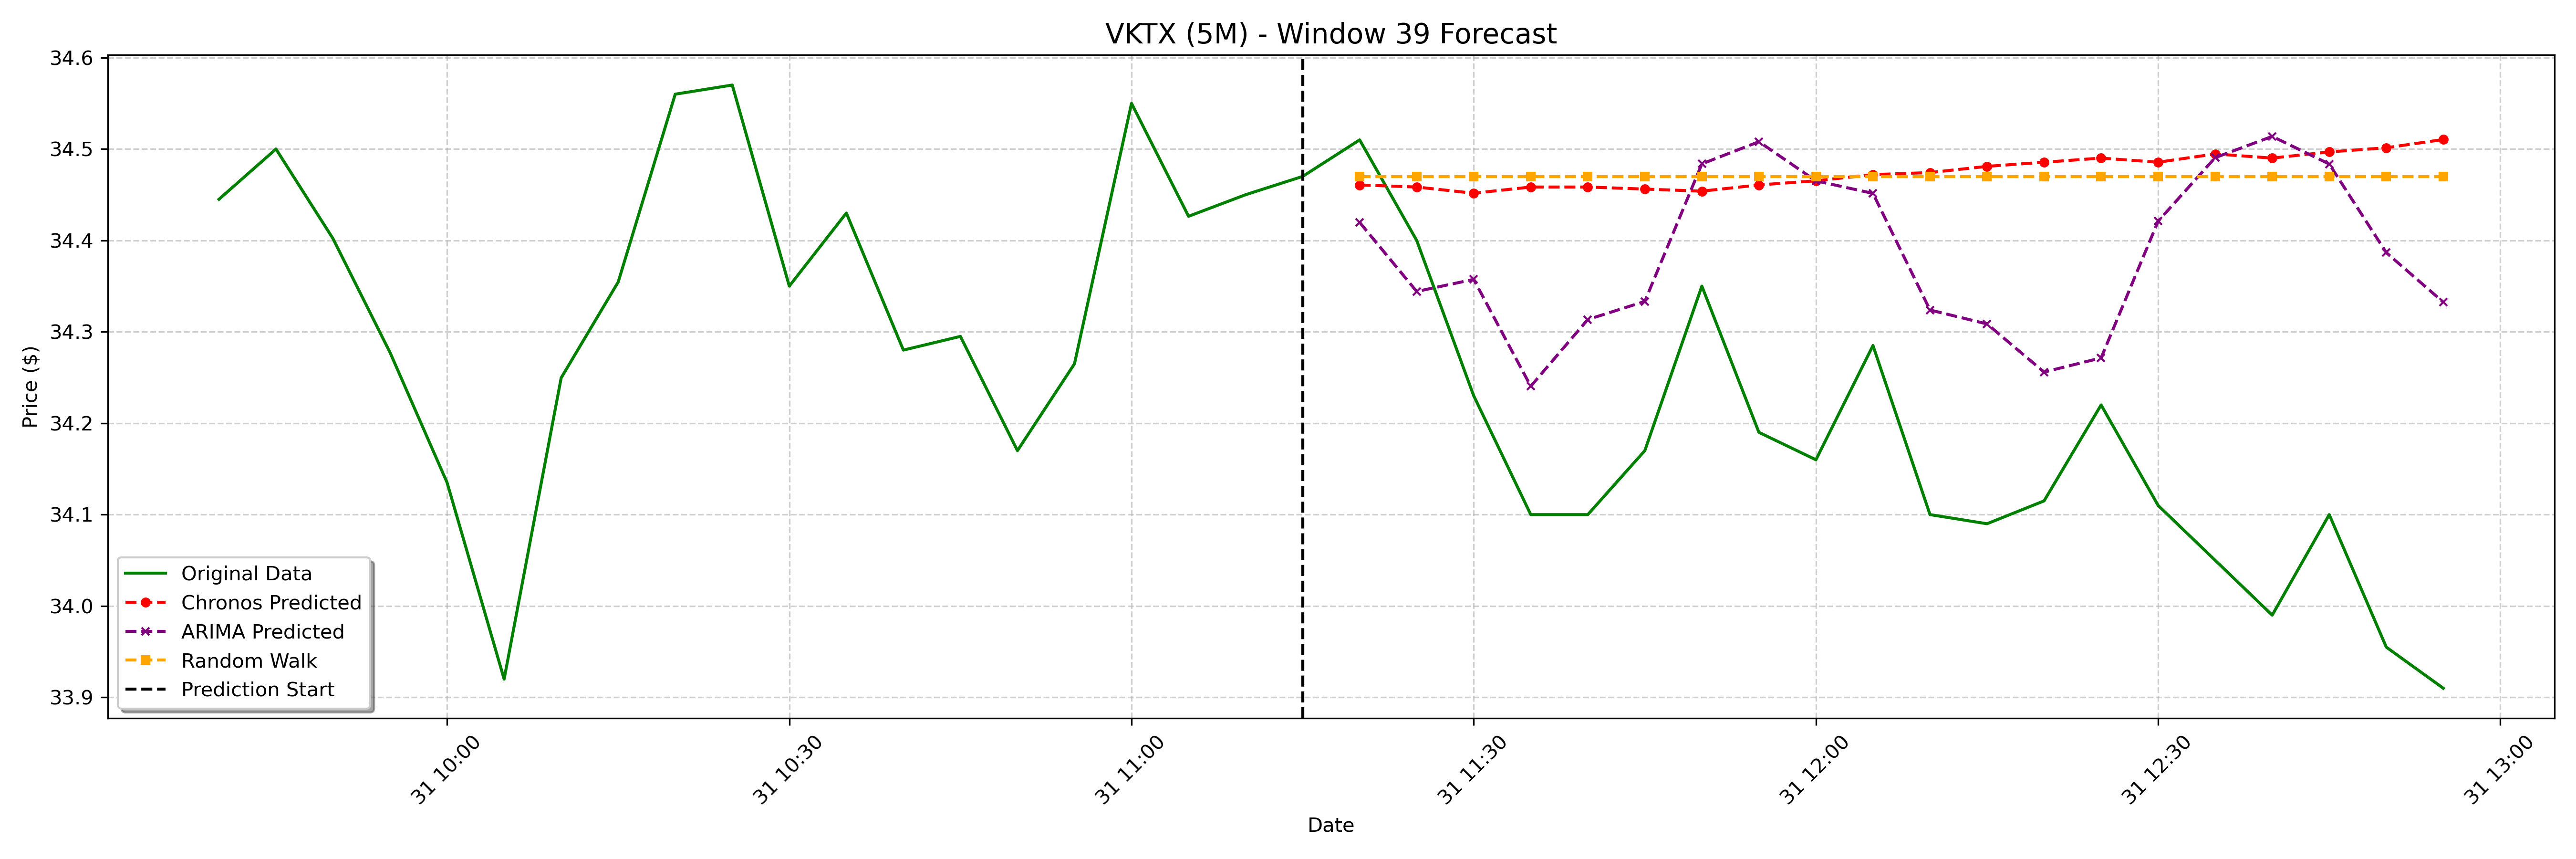 VKTX (5M) - Window 39 Forecast
34.6
34.5
34.4
34.3
34.2
34.1
34.0
33.9
Price ($)
Original Data
Chronos Predicted
ARIMA Predicted
Random Walk
Prediction Start
31 10:00
31 10:30
31 11:00
31 11:30
31 12:00
31 12:30
31 13:00
Date